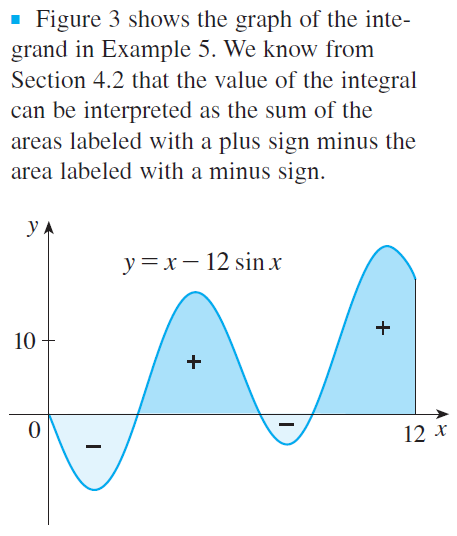 Figure 3 shows the graph of the inte-
grand in Example 5. We know from
Section 4.2 that the value of the integral
can be interpreted as the sum of the
areas labeled with a plus sign minus the
area labeled with a minus sign.
y
y = x − 12 sin x
10
+
+
−
−
0
12 x